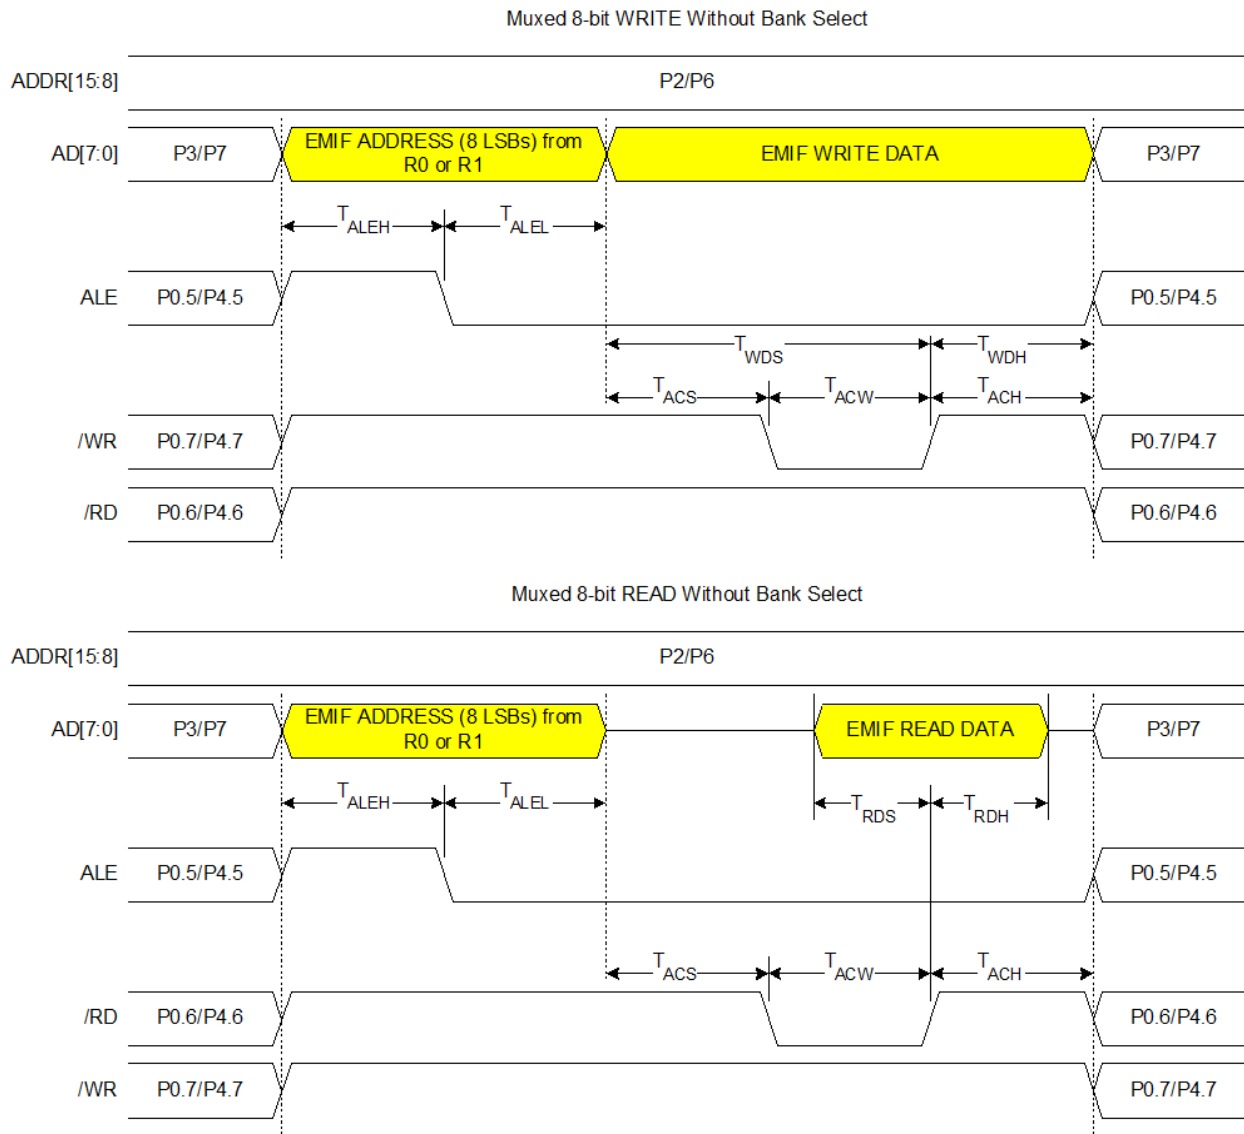 Muxed 8-bit WRITE Without Bank Select
ADDR[15:8] P2/P6
AD[7:0] P3/P7 EMIF ADDRESS (8 LSBs) from R0 or R1 EMIF WRITE DATA P3/P7
TALEH TALEL
ALE P0.5/P4.5 P0.5/P4.5
TWDS TWDH
TACS TACW TACH
/WR P0.7/P4.7 P0.7/P4.7
/RD P0.6/P4.6 P0.6/P4.6
Muxed 8-bit READ Without Bank Select
ADDR[15:8] P2/P6
AD[7:0] P3/P7 EMIF ADDRESS (8 LSBs) from R0 or R1 EMIF READ DATA P3/P7
TALEH TALEL TRDS TRDH
ALE P0.5/P4.5 P0.5/P4.5
TACS TACW TACH
/RD P0.6/P4.6 P0.6/P4.6
/WR P0.7/P4.7 P0.7/P4.7